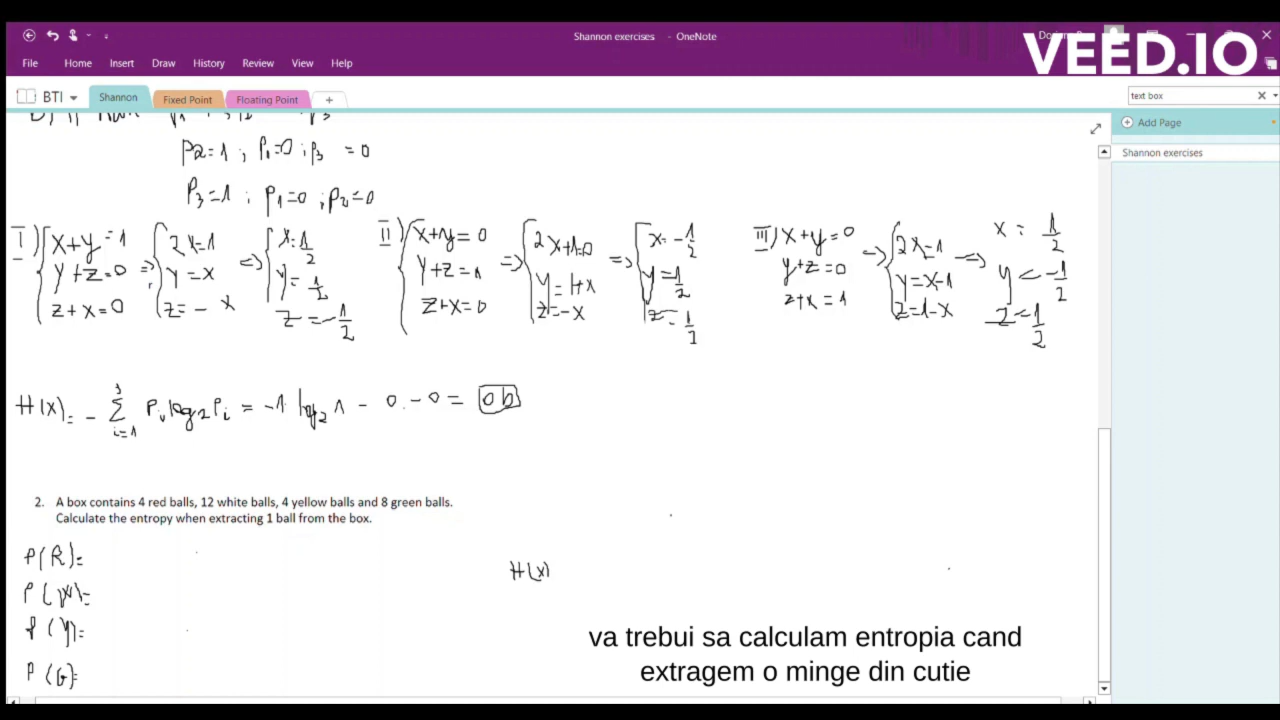 Shannon exercises - OneNote
VEED.IO
File Home Insert Draw History Review View Help
BTI Shannon Fixed Point Floating Point +
text box
Add Page
Shannon exercises
p2=1 ; p1=0 ; p3 = 0
p3=1 ; p1=0 ; p2=0
I) { x+y=1 => { 2x=1 <=> { x=1/2 II) { x+y=0 => { 2x+1=0 => { x=-1/2 III) x+y=0 => { 2x=1 => x=1/2
y+z=0 y=x y=1/2 y+z=1 y=1+x y=1/2 y+z=0 y=x-1 y=-1/2
z+x=0 z=-x z=-1/2 z+x=0 z=-x z+x=1 z=1-x z=1/2
H(x) = - Σ i=1 3 Pi log2 Pi = -1 log2 1 - 0 - 0 = 0b
2. A box contains 4 red balls, 12 white balls, 4 yellow balls and 8 green balls.
Calculate the entropy when extracting 1 ball from the box.
P(R)=
H(x)
P(W)=
P(Y)=
P(G)=
va trebui sa calculam entropia cand
extragem o minge din cutie